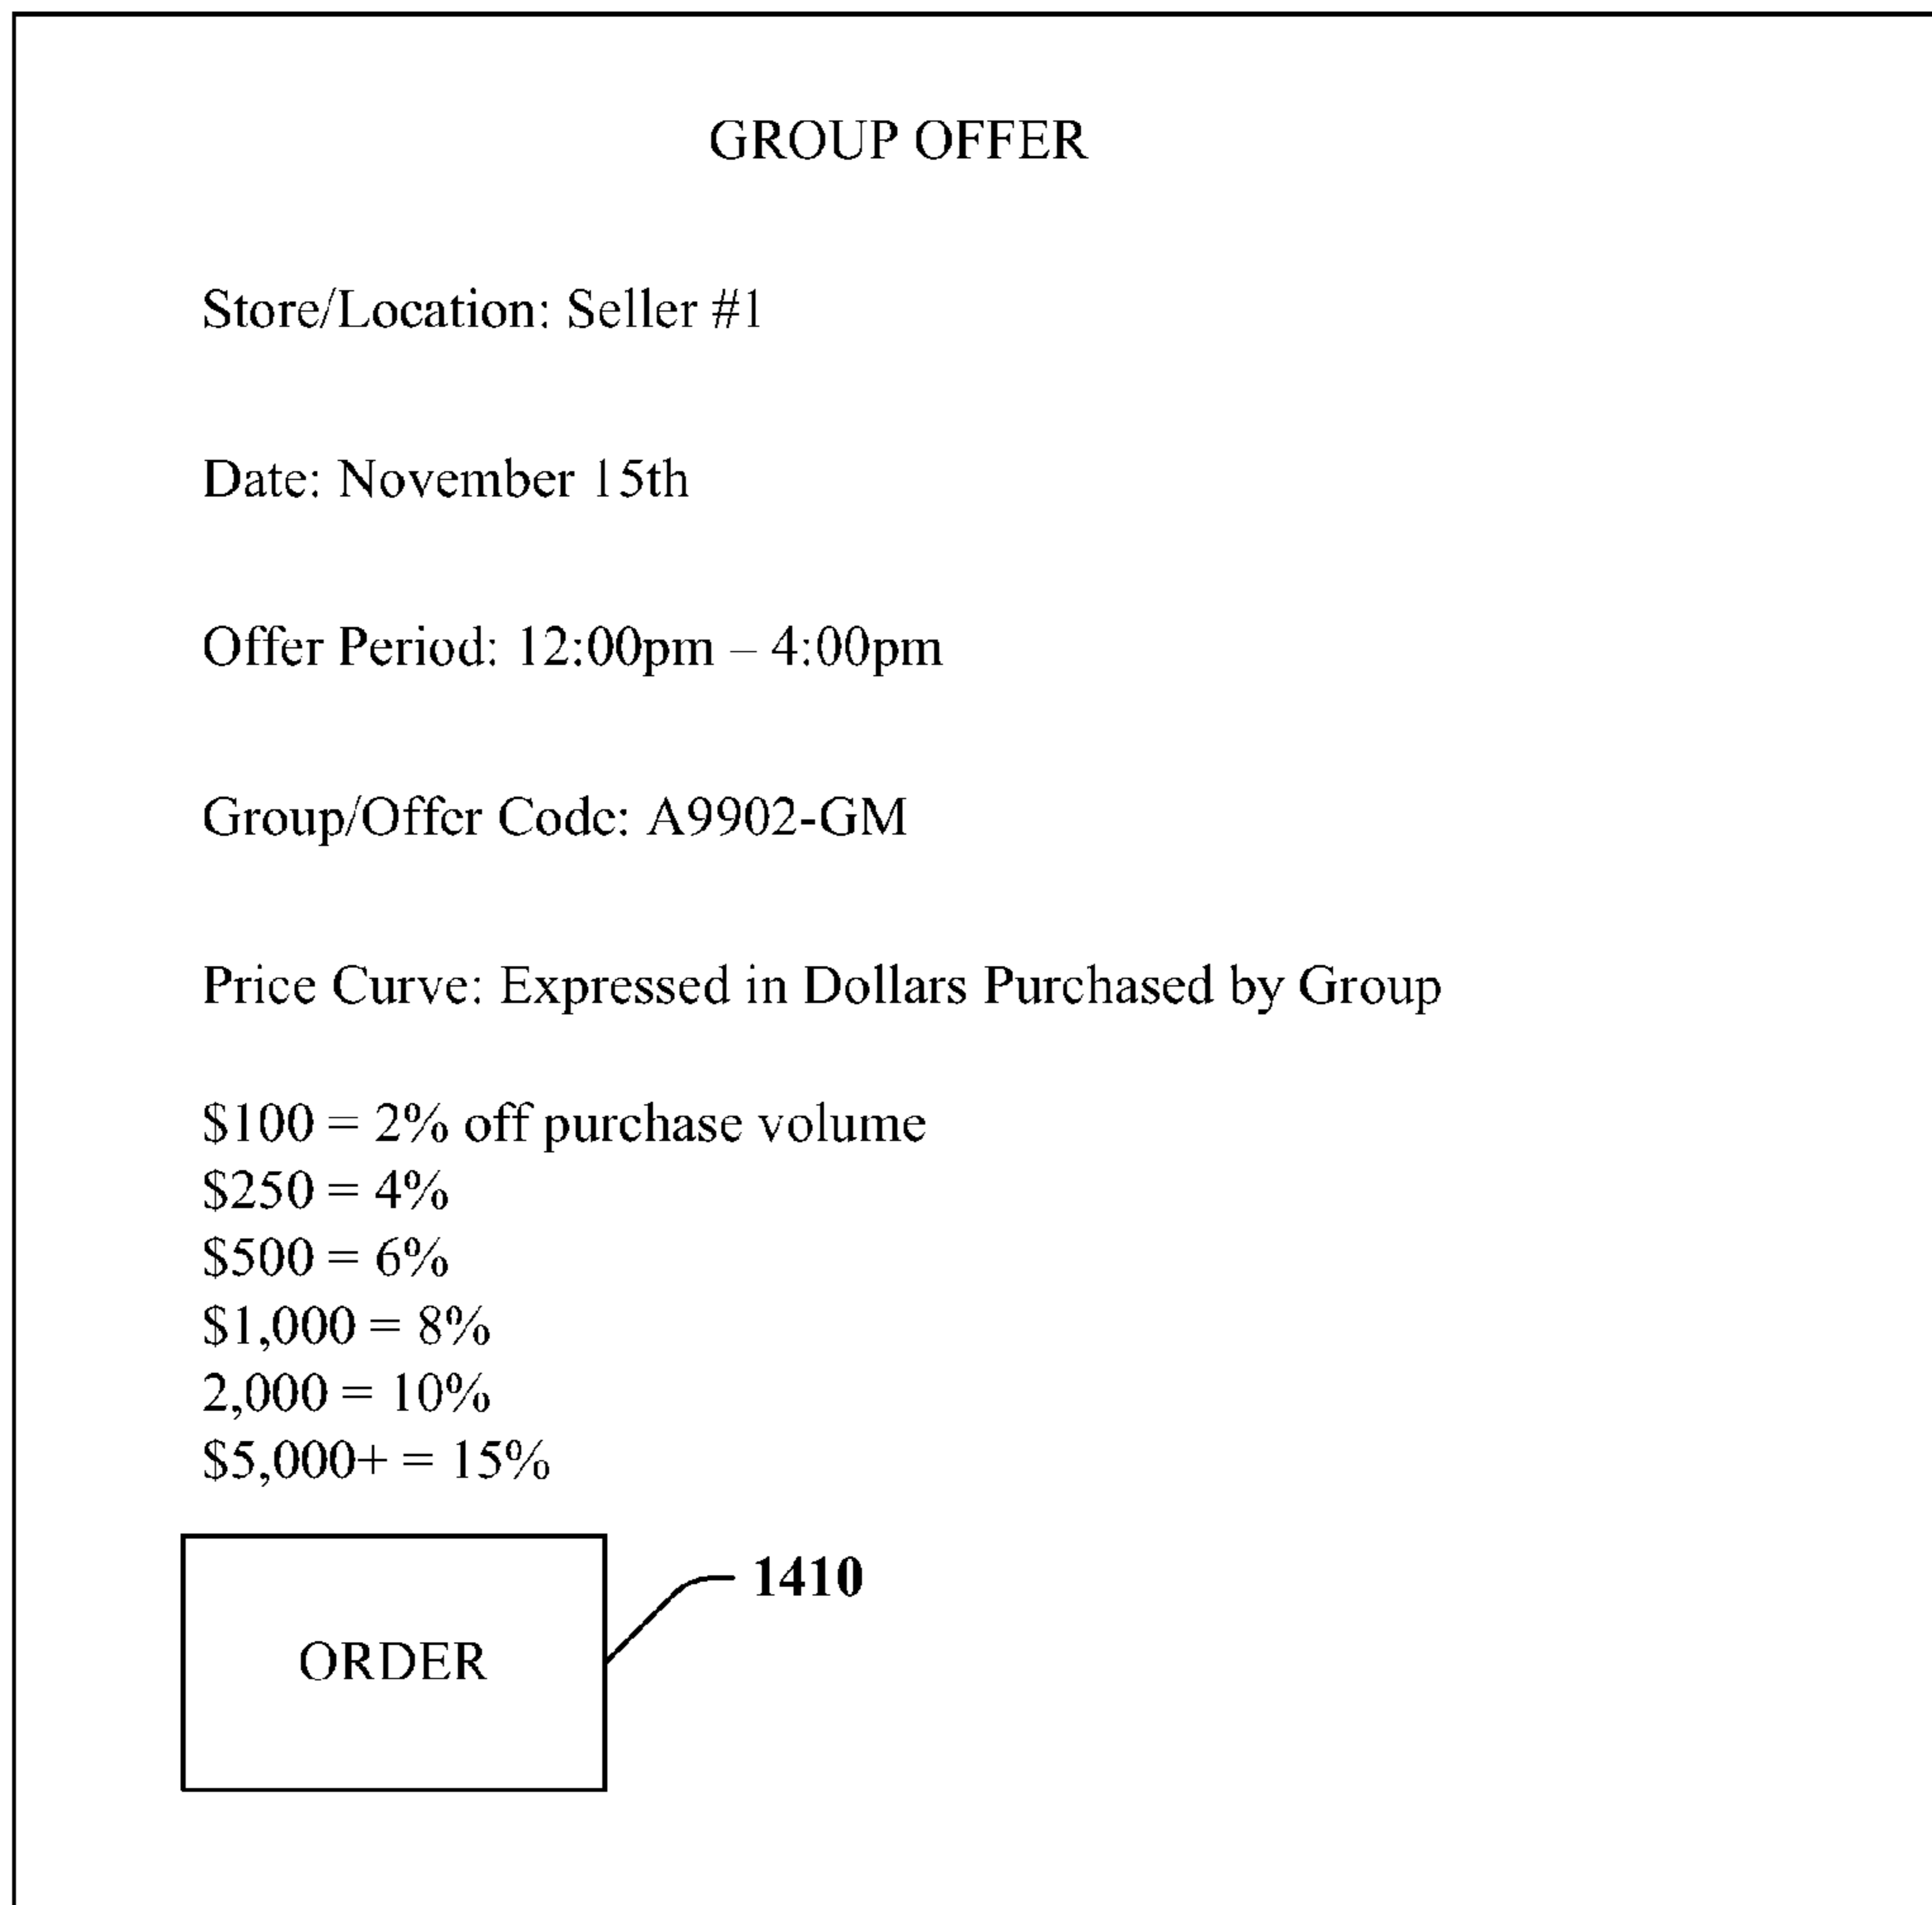 GROUP OFFER
Store/Location: Seller #1
Date: November 15th
Offer Period: 12:00pm – 4:00pm
Group/Offer Code: A9902-GM
Price Curve: Expressed in Dollars Purchased by Group
$100 = 2% off purchase volume
$250 = 4%
$500 = 6%
$1,000 = 8%
2,000 = 10%
$5,000+ = 15%
1410
ORDER